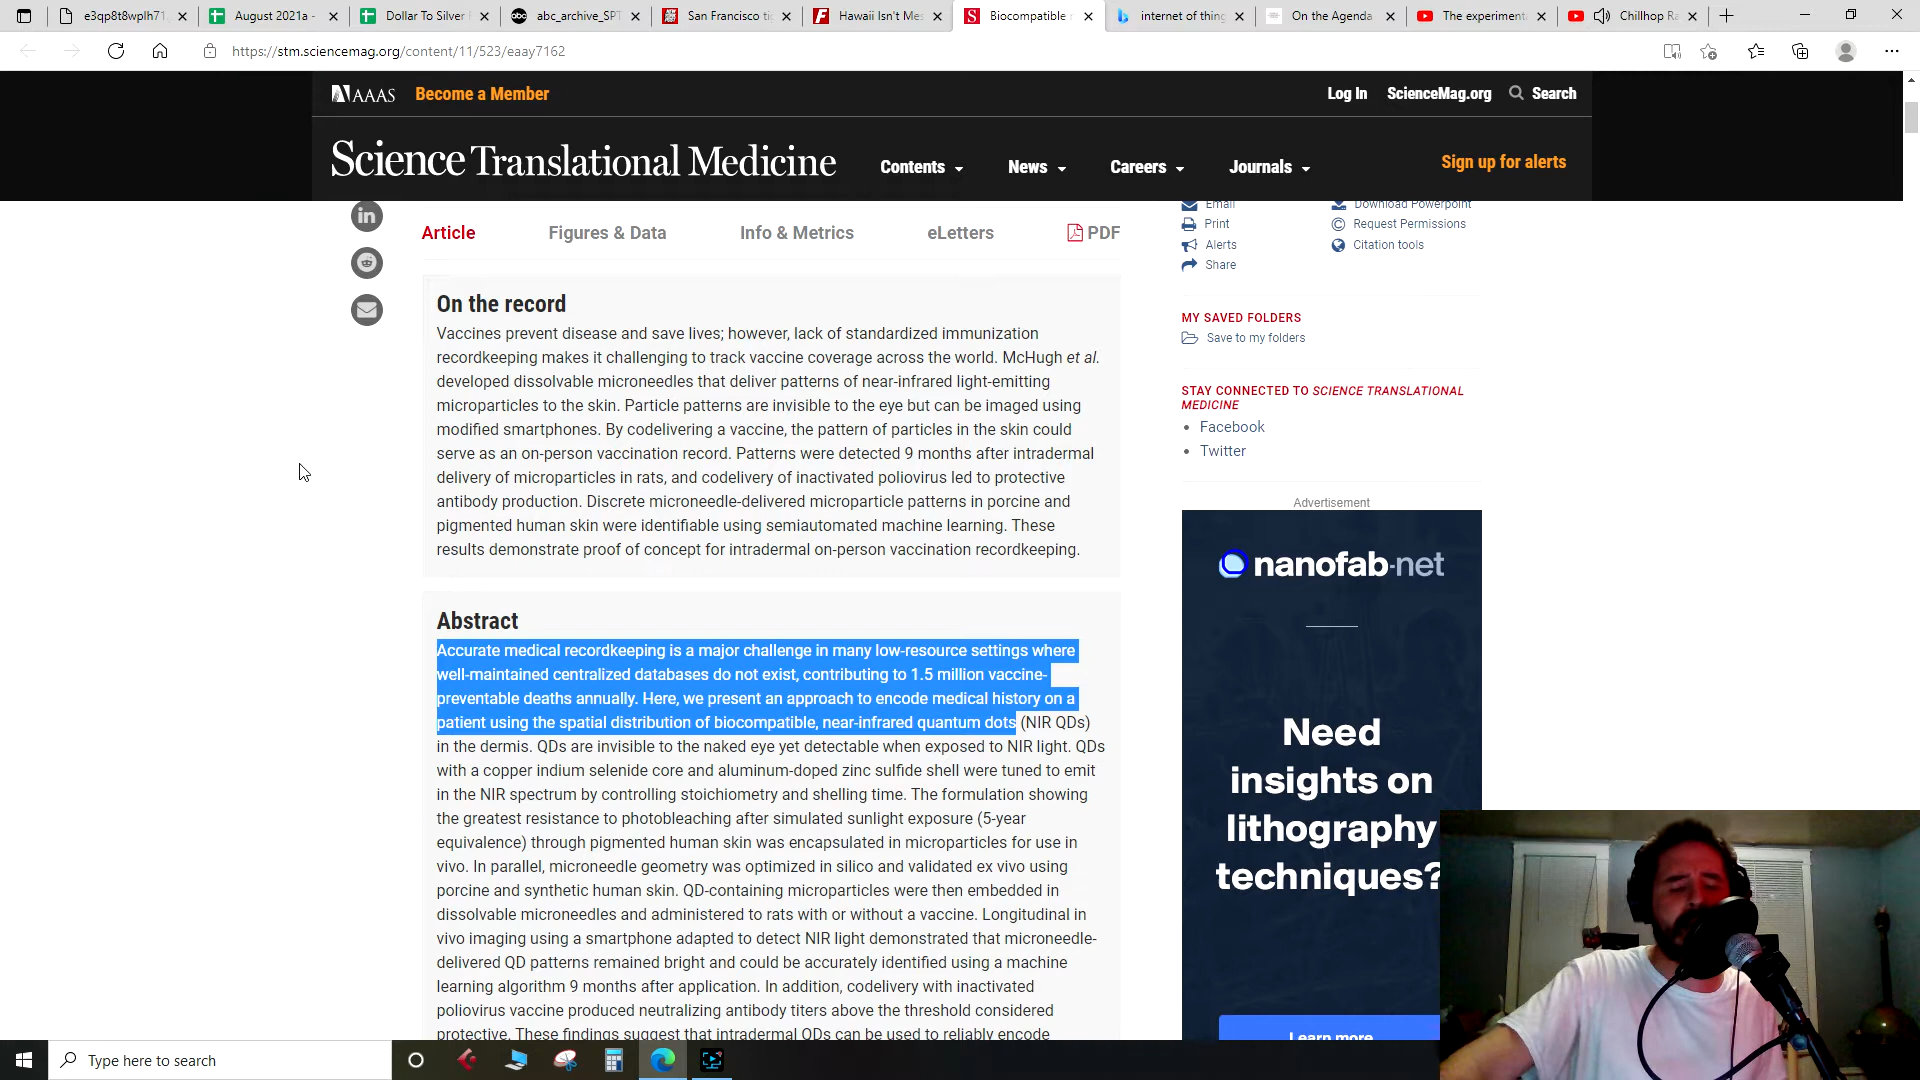 e3qp8t8wplh71
August 2021a -
Dollar To Silver
abc_archive_SPT
San Francisco tig
Hawaii Isn't Mes
Biocompatible
internet of thing
On the Agenda
The experiment
Chillhop Ra
https://stm.sciencemag.org/content/11/523/eaay7162
AAAS
Become a Member
Log In
ScienceMag.org
Search
Science Translational Medicine
Contents
News
Careers
Journals
Sign up for alerts
Email
Download Powerpoint
Print
Request Permissions
Alerts
Citation tools
Share
Article
Figures & Data
Info & Metrics
eLetters
PDF
On the record
Vaccines prevent disease and save lives; however, lack of standardized immunization
recordkeeping makes it challenging to track vaccine coverage across the world. McHugh et al.
developed dissolvable microneedles that deliver patterns of near-infrared light-emitting
microparticles to the skin. Particle patterns are invisible to the eye but can be imaged using
modified smartphones. By codelivering a vaccine, the pattern of particles in the skin could
serve as an on-person vaccination record. Patterns were detected 9 months after intradermal
delivery of microparticles in rats, and codelivery of inactivated poliovirus led to protective
antibody production. Discrete microneedle-delivered microparticle patterns in porcine and
pigmented human skin were identifiable using semiautomated machine learning. These
results demonstrate proof of concept for intradermal on-person vaccination recordkeeping.
Abstract
Accurate medical recordkeeping is a major challenge in many low-resource settings where
well-maintained centralized databases do not exist, contributing to 1.5 million vaccine-
preventable deaths annually. Here, we present an approach to encode medical history on a
patient using the spatial distribution of biocompatible, near-infrared quantum dots (NIR QDs)
in the dermis. QDs are invisible to the naked eye yet detectable when exposed to NIR light. QDs
with a copper indium selenide core and aluminum-doped zinc sulfide shell were tuned to emit
in the NIR spectrum by controlling stoichiometry and shelling time. The formulation showing
the greatest resistance to photobleaching after simulated sunlight exposure (5-year
equivalence) through pigmented human skin was encapsulated in microparticles for use in
vivo. In parallel, microneedle geometry was optimized in silico and validated ex vivo using
porcine and synthetic human skin. QD-containing microparticles were then embedded in
dissolvable microneedles and administered to rats with or without a vaccine. Longitudinal in
vivo imaging using a smartphone adapted to detect NIR light demonstrated that microneedle-
delivered QD patterns remained bright and could be accurately identified using a machine
learning algorithm 9 months after application. In addition, codelivery with inactivated
poliovirus vaccine produced neutralizing antibody titers above the threshold considered
protective. These findings suggest that intradermal QDs can be used to reliably encode
MY SAVED FOLDERS
Save to my folders
STAY CONNECTED TO SCIENCE TRANSLATIONAL
MEDICINE
Facebook
Twitter
Advertisement
nanofab·net
Need
insights on
lithography
techniques?
Learn more
Type here to search